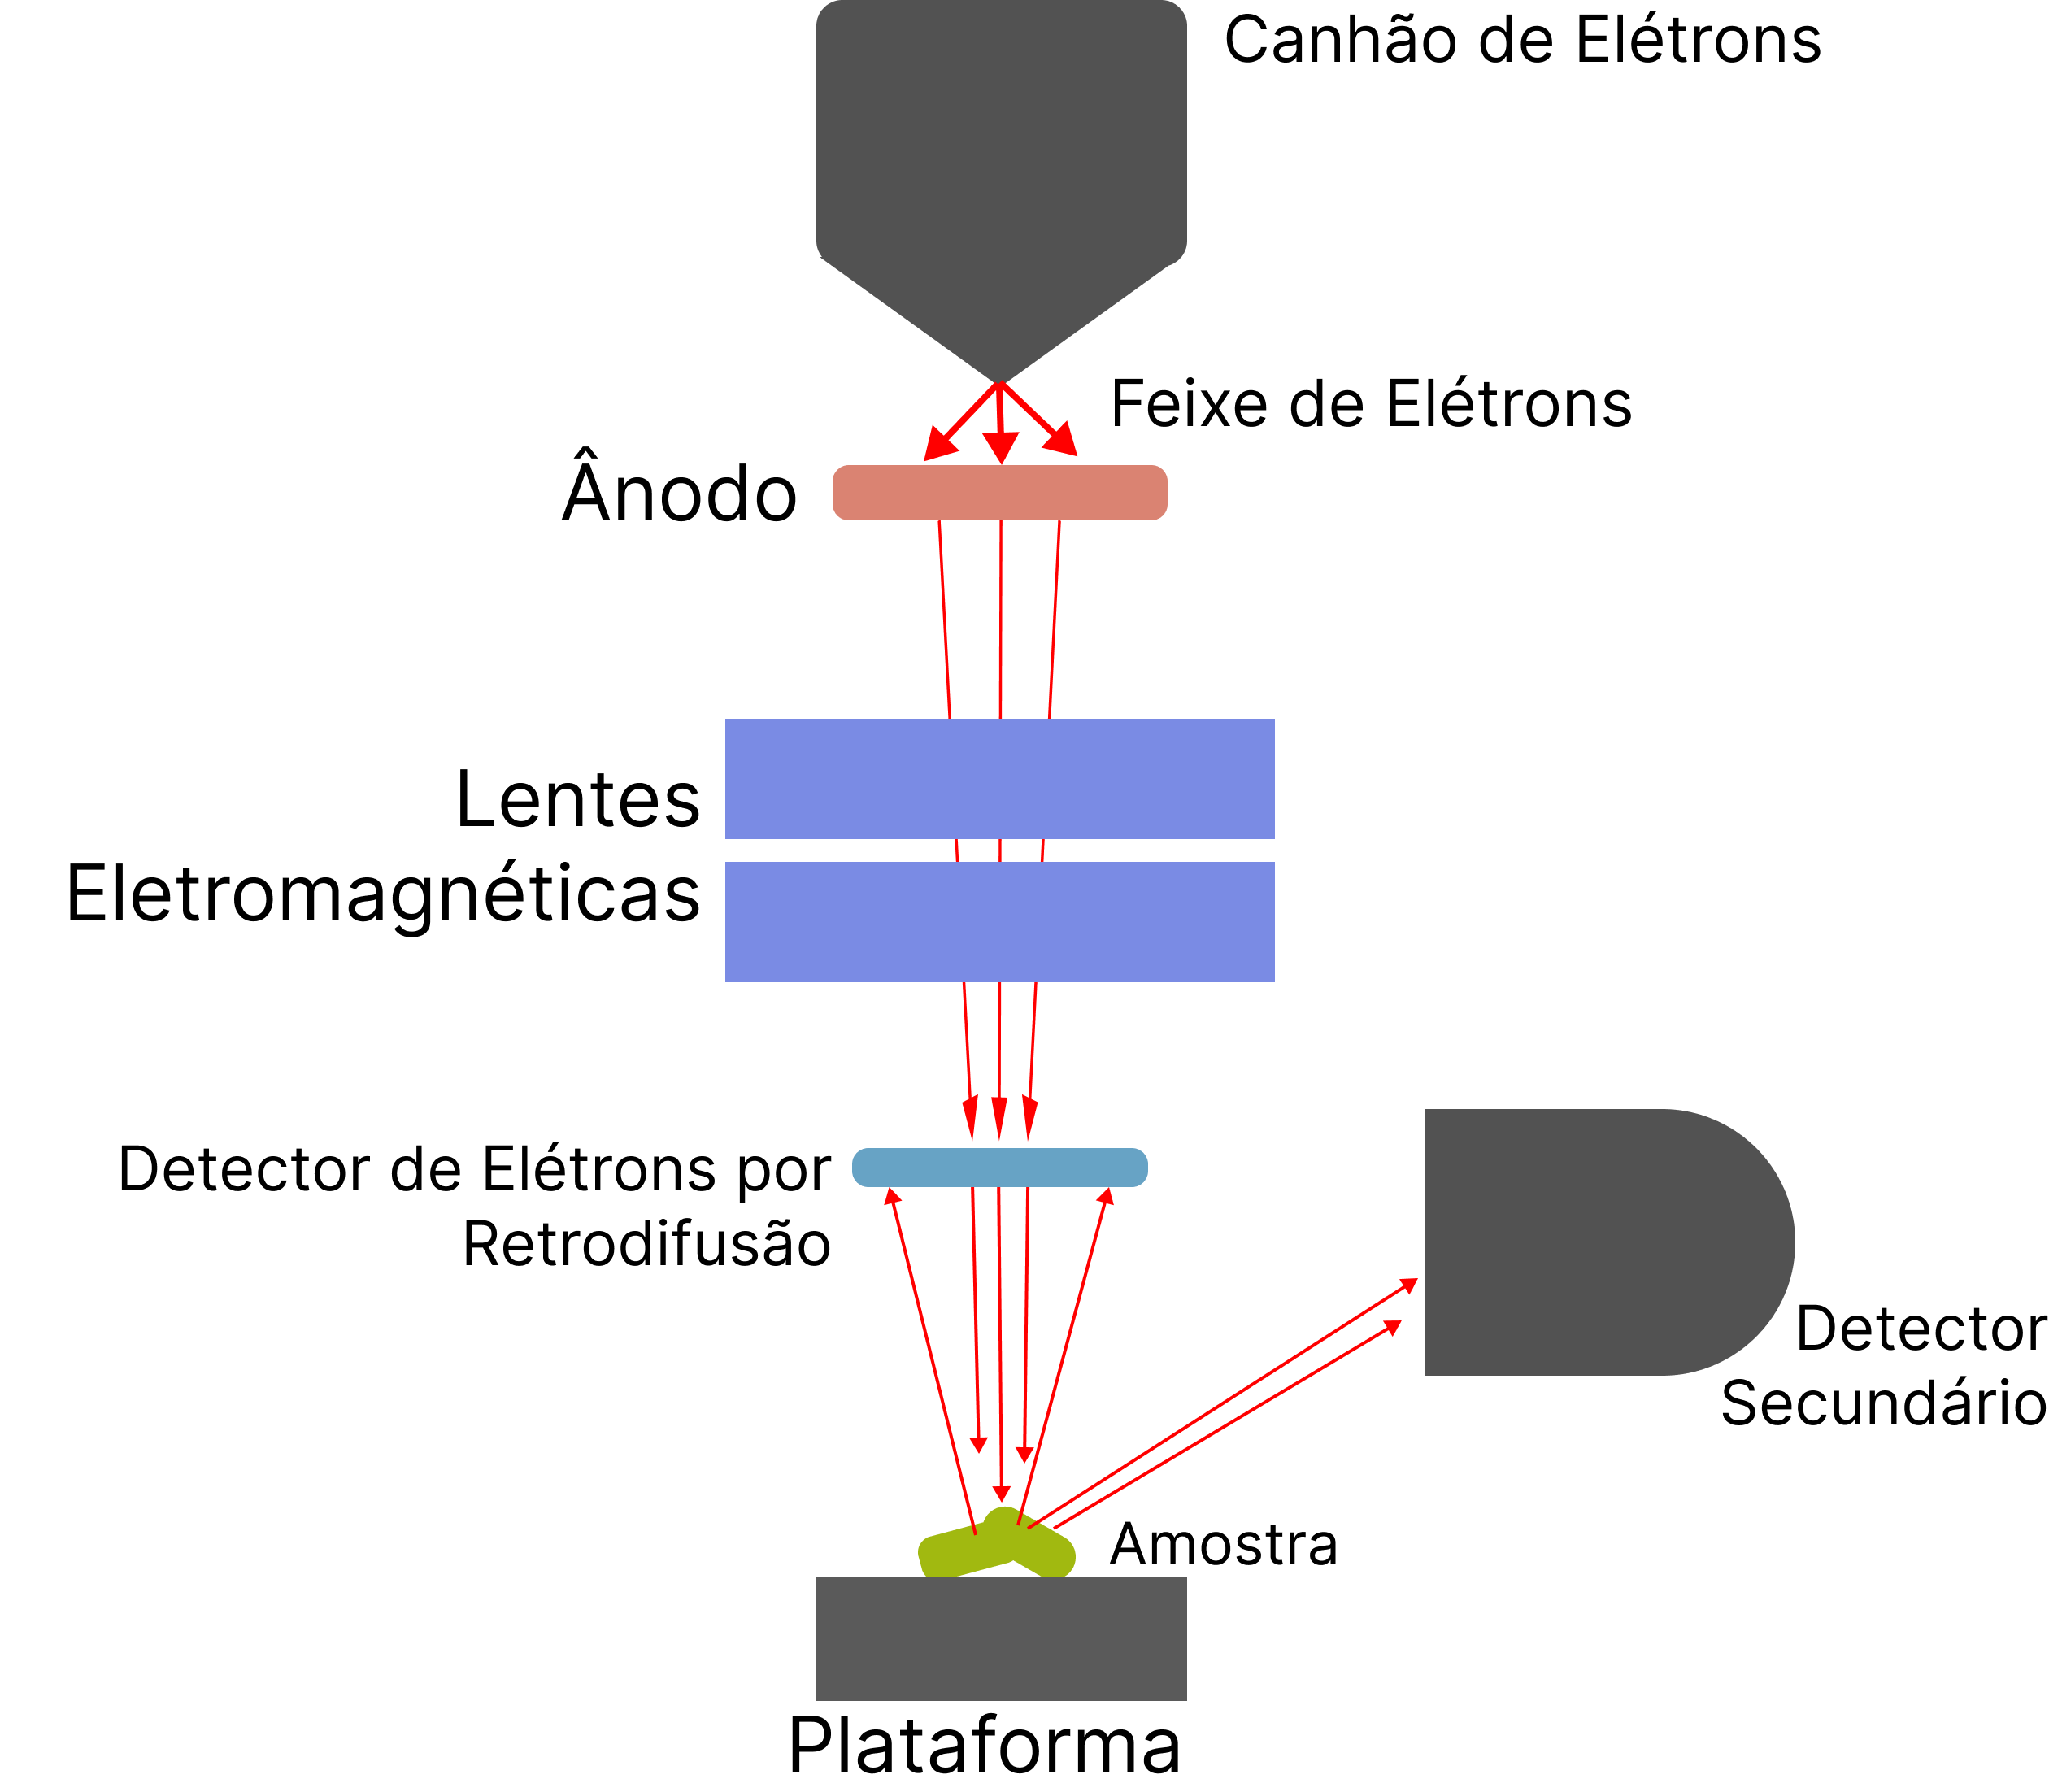 Canhão de Elétrons
Feixe de Elétrons
Ânodo
Lentes
Eletromagnéticas
Detector de Elétrons por
Retrodifusão
Detector
Secundário
Amostra
Plataforma